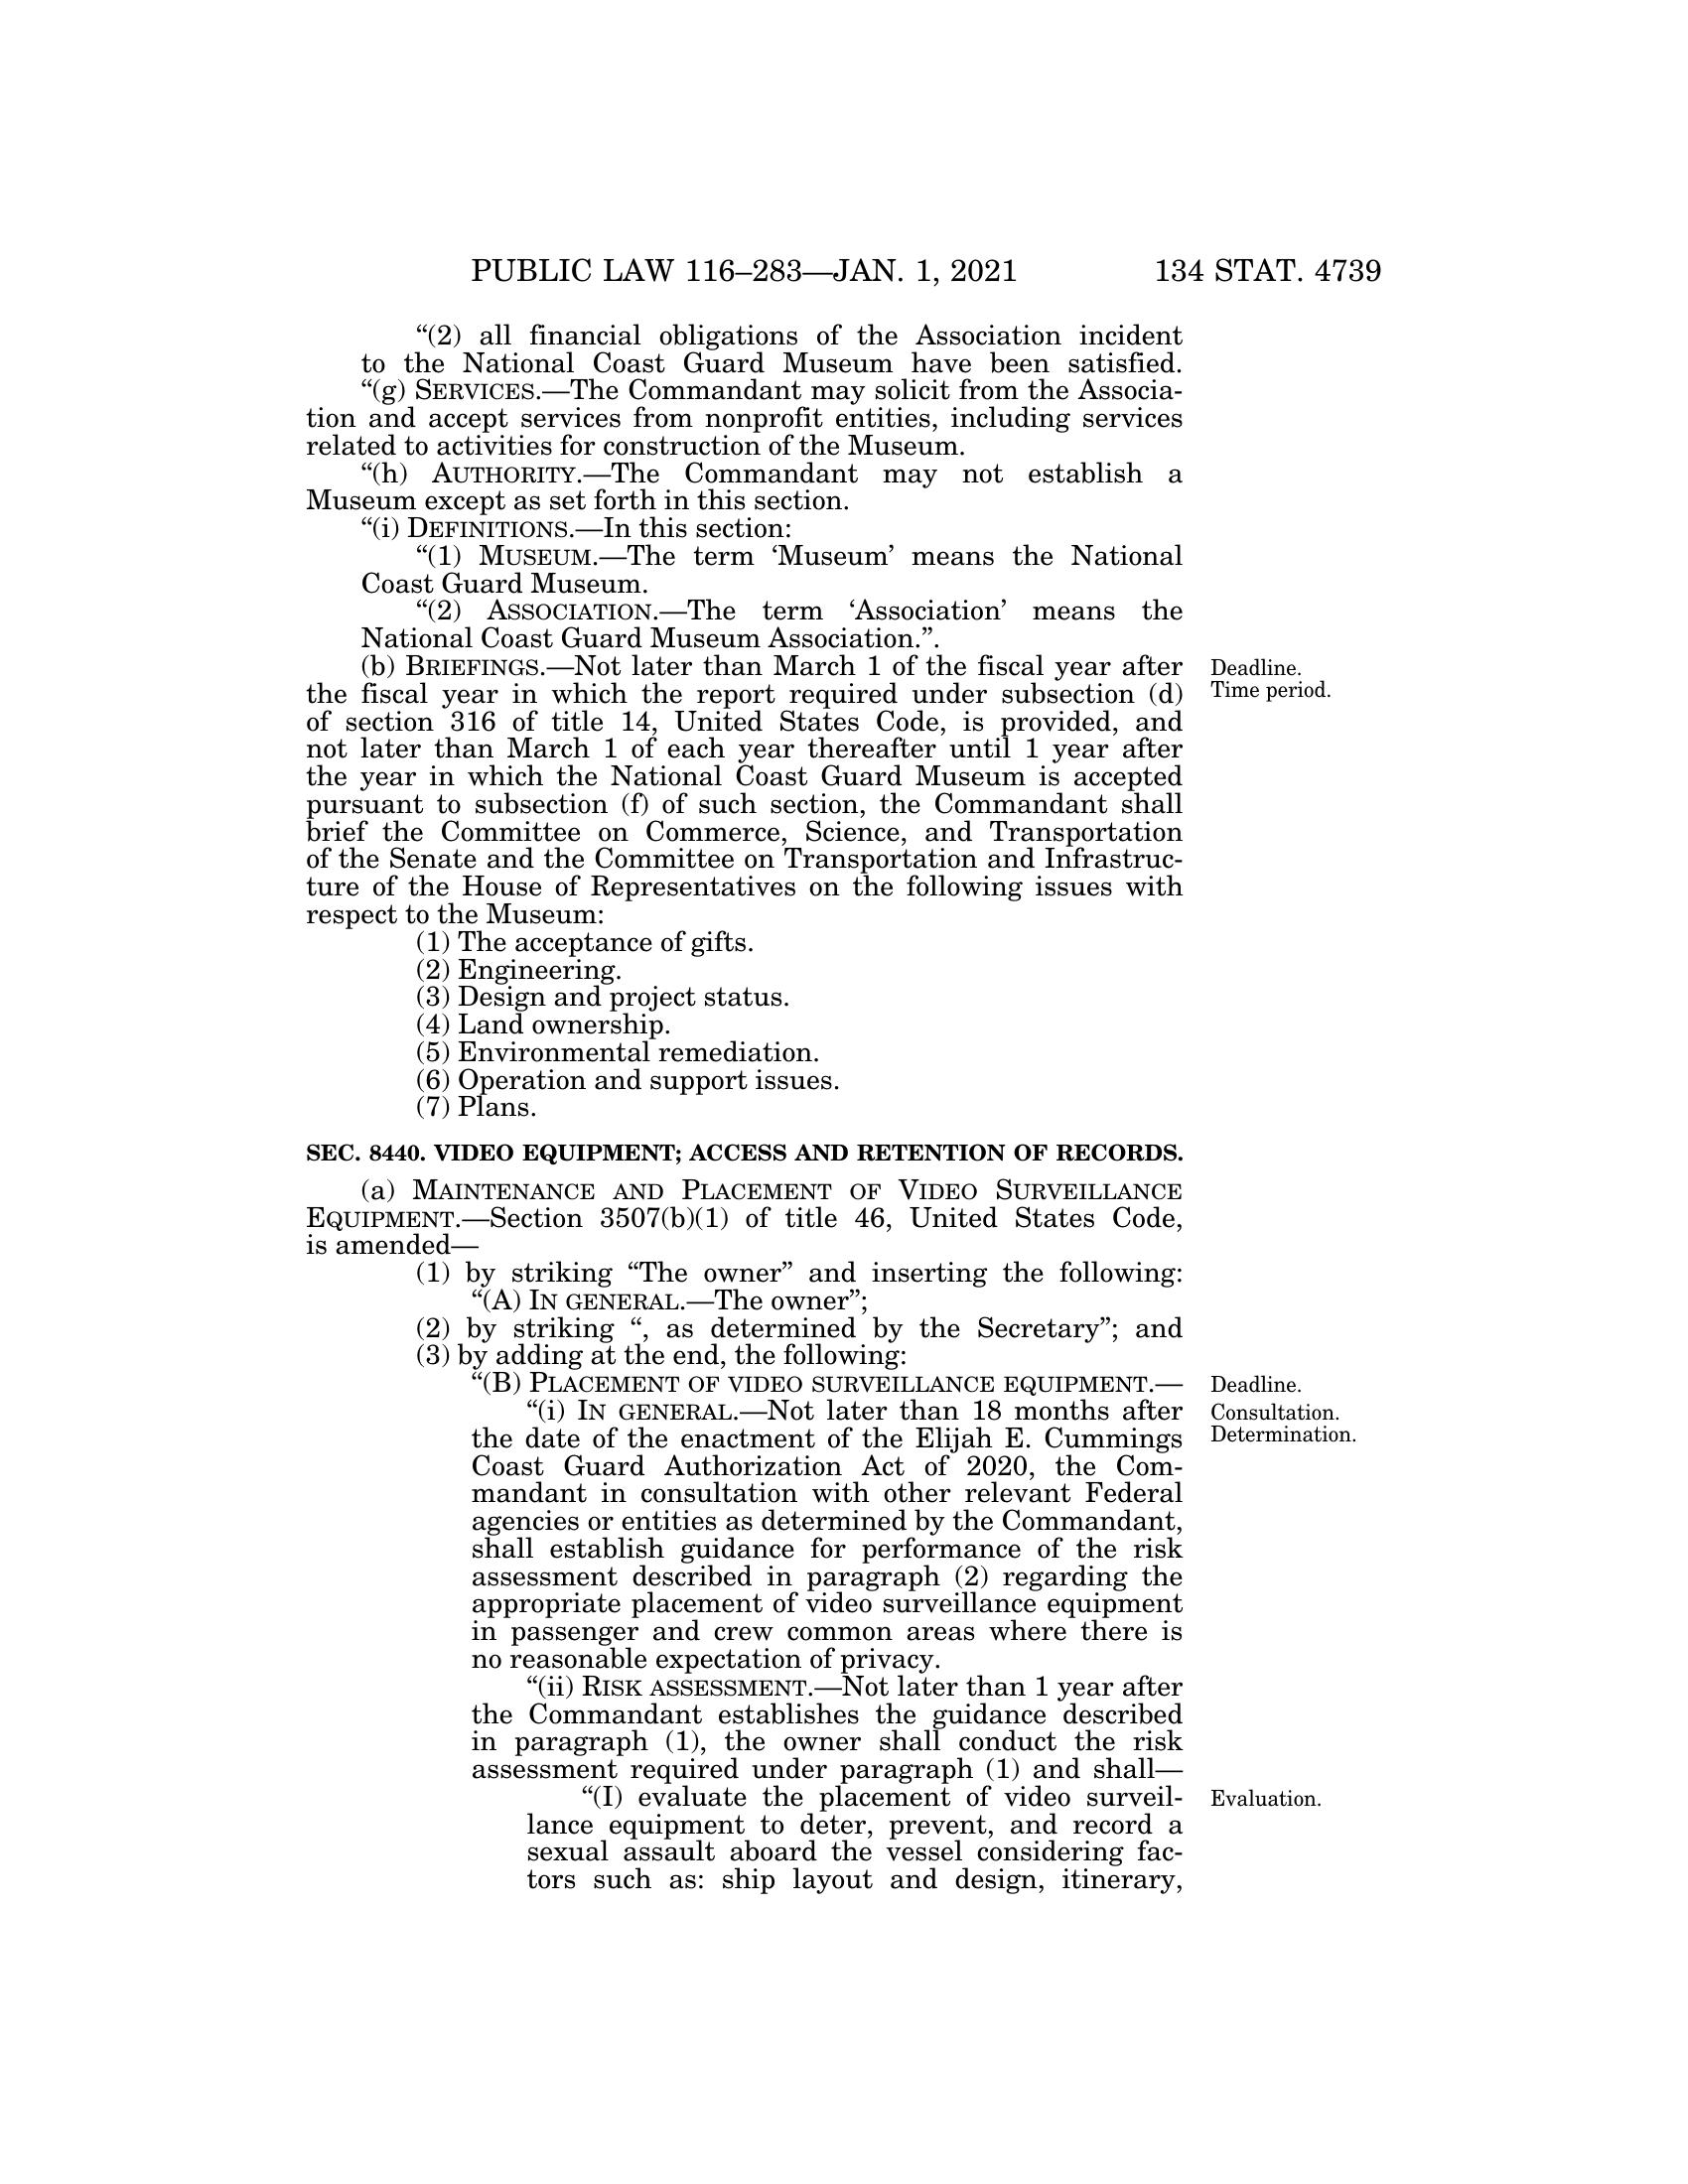 PUBLIC LAW 116–283—JAN. 1, 2021 134 STAT. 4739
“(2) all financial obligations of the Association incident
to the National Coast Guard Museum have been satisfied.
“(g) SERVICES.—The Commandant may solicit from the Associa-
tion and accept services from nonprofit entities, including services
related to activities for construction of the Museum.
“(h) AUTHORITY.—The Commandant may not establish a
Museum except as set forth in this section.
“(i) DEFINITIONS.—In this section:
“(1) MUSEUM.—The term ‘Museum’ means the National
Coast Guard Museum.
“(2) ASSOCIATION.—The term ‘Association’ means the
National Coast Guard Museum Association.”.
(b) BRIEFINGS.—Not later than March 1 of the fiscal year after
the fiscal year in which the report required under subsection (d)
of section 316 of title 14, United States Code, is provided, and
not later than March 1 of each year thereafter until 1 year after
the year in which the National Coast Guard Museum is accepted
pursuant to subsection (f) of such section, the Commandant shall
brief the Committee on Commerce, Science, and Transportation
of the Senate and the Committee on Transportation and Infrastruc-
ture of the House of Representatives on the following issues with
respect to the Museum:
(1) The acceptance of gifts.
(2) Engineering.
(3) Design and project status.
(4) Land ownership.
(5) Environmental remediation.
(6) Operation and support issues.
(7) Plans.
Deadline.
Time period.
SEC. 8440. VIDEO EQUIPMENT; ACCESS AND RETENTION OF RECORDS.
(a) MAINTENANCE AND PLACEMENT OF VIDEO SURVEILLANCE
EQUIPMENT.—Section 3507(b)(1) of title 46, United States Code,
is amended—
(1) by striking “The owner” and inserting the following:
“(A) IN GENERAL.—The owner”;
(2) by striking “, as determined by the Secretary”; and
(3) by adding at the end, the following:
“(B) PLACEMENT OF VIDEO SURVEILLANCE EQUIPMENT.—
“(i) IN GENERAL.—Not later than 18 months after
the date of the enactment of the Elijah E. Cummings
Coast Guard Authorization Act of 2020, the Com-
mandant in consultation with other relevant Federal
agencies or entities as determined by the Commandant,
shall establish guidance for performance of the risk
assessment described in paragraph (2) regarding the
appropriate placement of video surveillance equipment
in passenger and crew common areas where there is
no reasonable expectation of privacy.
Deadline.
Consultation.
Determination.
“(ii) RISK ASSESSMENT.—Not later than 1 year after
the Commandant establishes the guidance described
in paragraph (1), the owner shall conduct the risk
assessment required under paragraph (1) and shall—
“(I) evaluate the placement of video surveil-
lance equipment to deter, prevent, and record a
sexual assault aboard the vessel considering fac-
tors such as: ship layout and design, itinerary,
Evaluation.